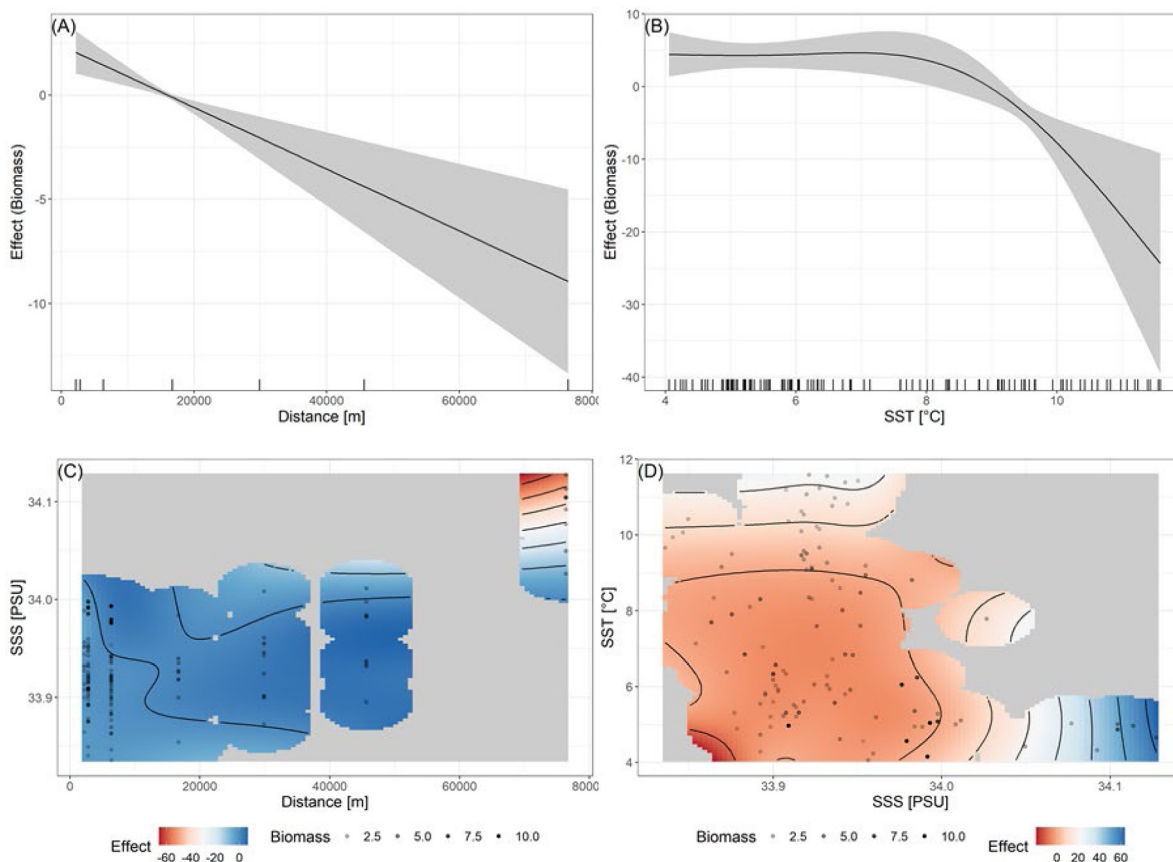 (A)
Effect (Biomass)
0
-5
-10
0
20000
40000
60000
8000
Distance [m]
(B)
Effect (Biomass)
10
0
-10
-20
-30
-40
4
6
8
10
SST [°C]
(C)
SSS [PSU]
34.1
34.0
33.9
0
20000
40000
60000
8000
Distance [m]
(D)
SST [°C]
12
10
8
6
4
33.9
34.0
34.1
SSS [PSU]
Effect
-60 -40 -20 0
Biomass 2.5 5.0 7.5 10.0
Biomass 2.5 5.0 7.5 10.0
Effect
0 20 40 60